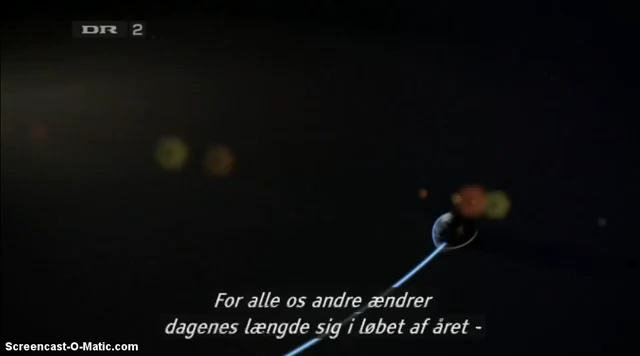 DR 2
For alle os andre ændrer
dagenes længde sig i løbet af året -
Screencast-O-Matic.com